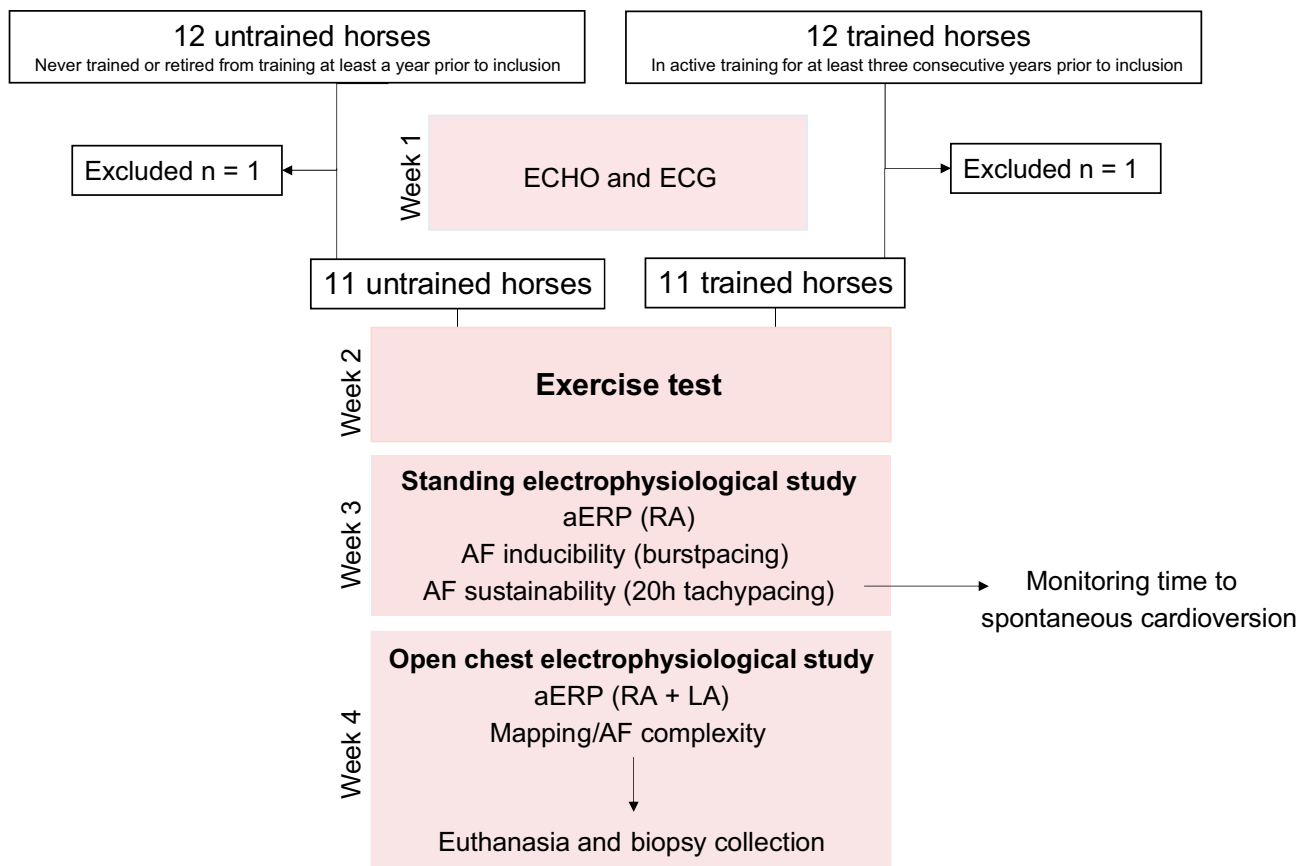 12 untrained horses
Never trained or retired from training at least a year prior to inclusion
12 trained horses
In active training for at least three consecutive years prior to inclusion
Week 1
Excluded n = 1
ECHO and ECG
Excluded n = 1
11 untrained horses
11 trained horses
Week 2
Exercise test
Week 3
Standing electrophysiological study
aERP (RA)
AF inducibility (burstpacing)
AF sustainability (20h tachypacing)
Monitoring time to
spontaneous cardioversion
Week 4
Open chest electrophysiological study
aERP (RA + LA)
Mapping/AF complexity
Euthanasia and biopsy collection